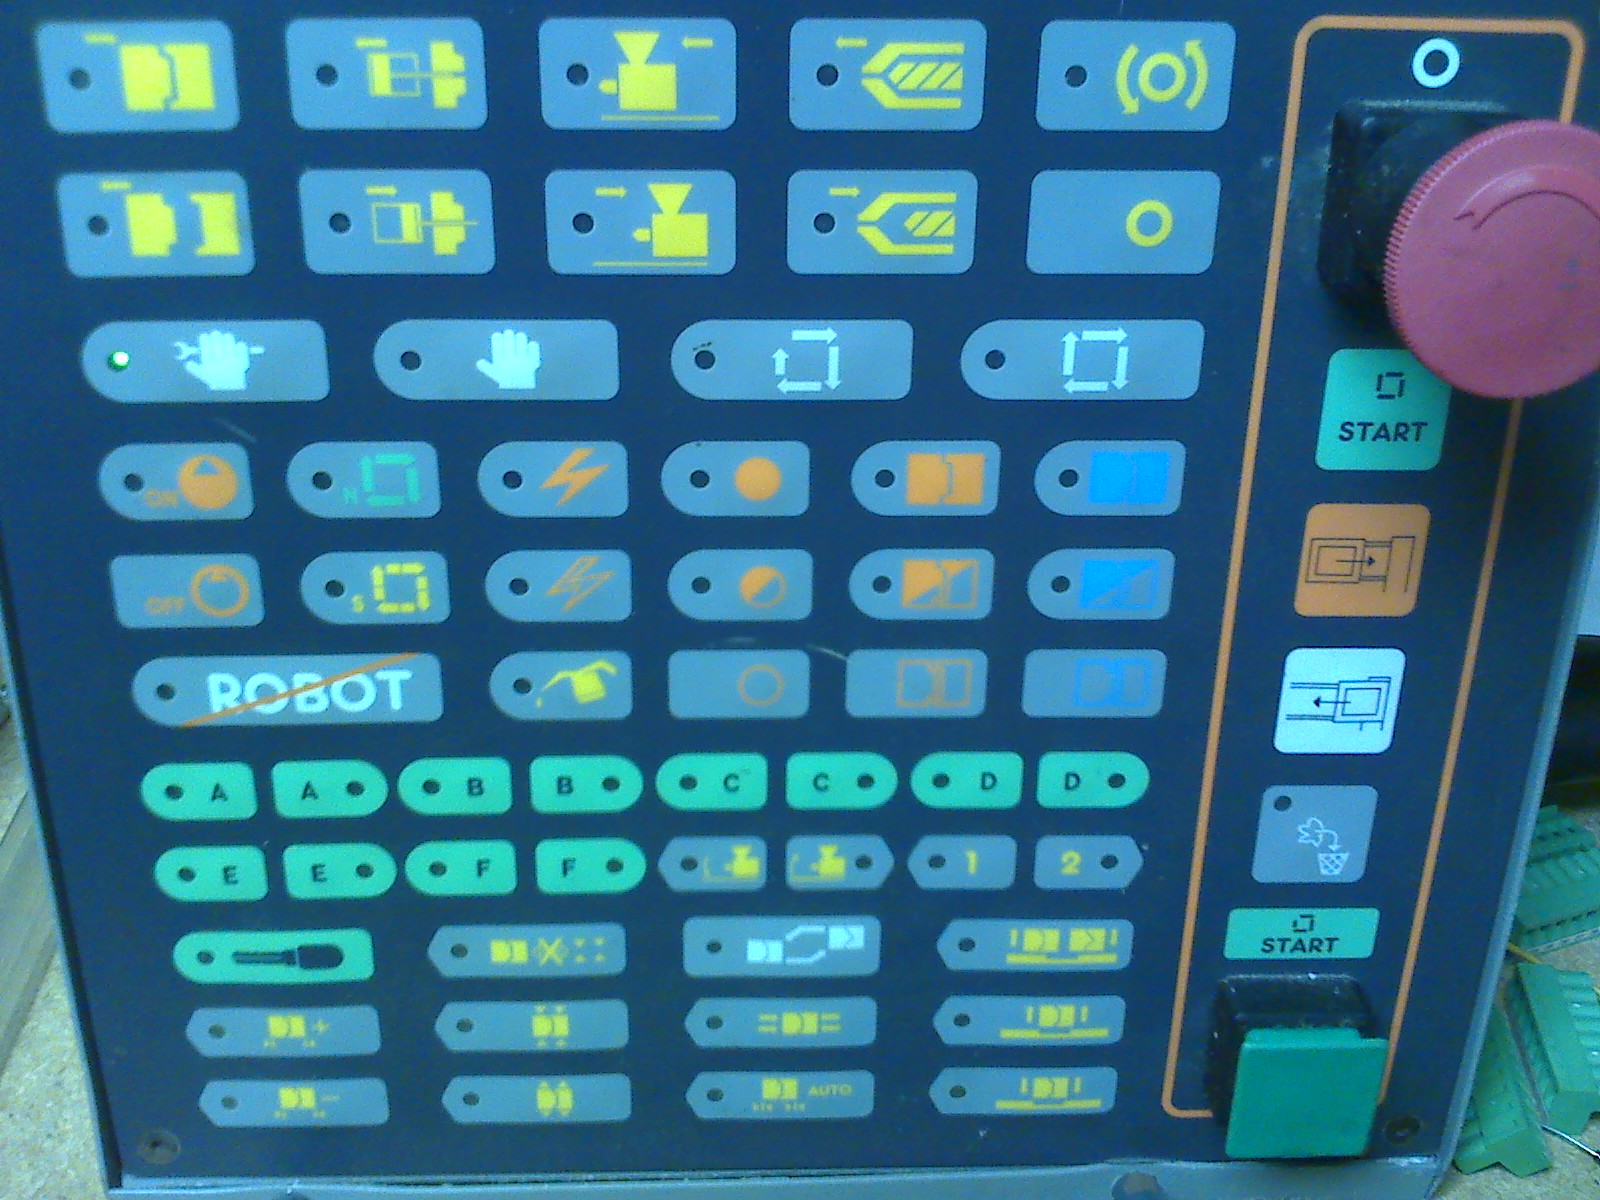 START
ON
N
OFF
S
ROBOT
A A B B C C D D
E E F F 1 2
START
AUTO